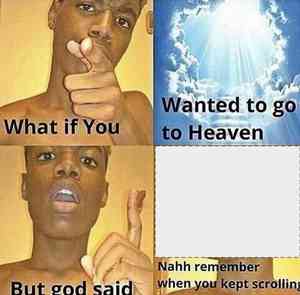 What if You
Wanted to go
to Heaven
But god said
Nahh remember
when you kept scrolling